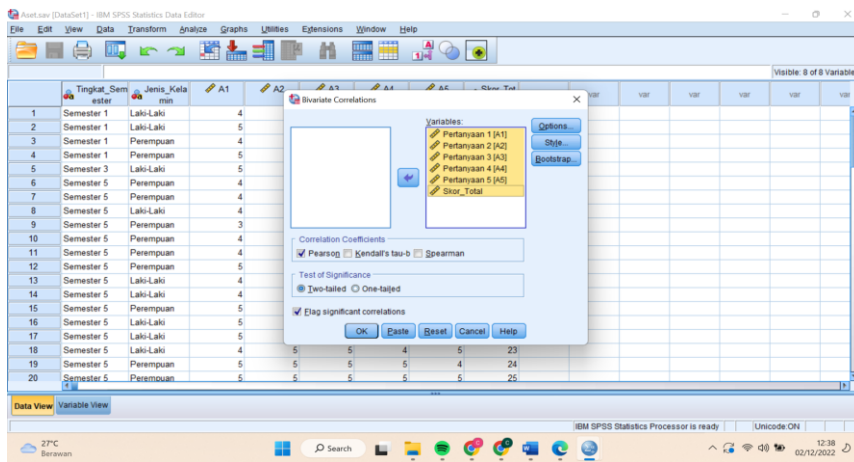 Aset.sav [DataSet1] - IBM SPSS Statistics Data Editor
File Edit View Data Transform Analyze Graphs Utilities Extensions Window Help
Visible: 8 of 8 Variable
Tingkat_Sem ester Jenis_Kela min A1 A2 A3 A4 A5 Skor_Tot var var var var
1 Semester 1 Laki-Laki 4
2 Semester 1 Laki-Laki 5
3 Semester 1 Perempuan 4
4 Semester 1 Perempuan 5
5 Semester 3 Laki-Laki 5
6 Semester 5 Perempuan 4
7 Semester 5 Perempuan 4
8 Semester 5 Laki-Laki 4
9 Semester 5 Perempuan 3
10 Semester 5 Perempuan 4
11 Semester 5 Perempuan 4
12 Semester 5 Perempuan 5
13 Semester 5 Laki-Laki 4
14 Semester 5 Laki-Laki 4
15 Semester 5 Perempuan 5
16 Semester 5 Laki-Laki 5
17 Semester 5 Laki-Laki 5
18 Semester 5 Laki-Laki 4 5 5 4 5 23
19 Semester 5 Perempuan 5 5 5 5 4 24
20 Semester 5 Perempuan 5 5 5 5 5 25
Bivariate Correlations
Variables:
Pertanyaan 1 [A1]
Pertanyaan 2 [A2]
Pertanyaan 3 [A3]
Pertanyaan 4 [A4]
Pertanyaan 5 [A5]
Skor_Total
Options...
Style...
Bootstrap...
Correlation Coefficients
Pearson Kendall's tau-b Spearman
Test of Significance
Two-tailed One-tailed
Flag significant correlations
OK Paste Reset Cancel Help
Data View Variable View
IBM SPSS Statistics Processor is ready Unicode:ON
27°C
Berawan
Search
12:38
02/12/2022